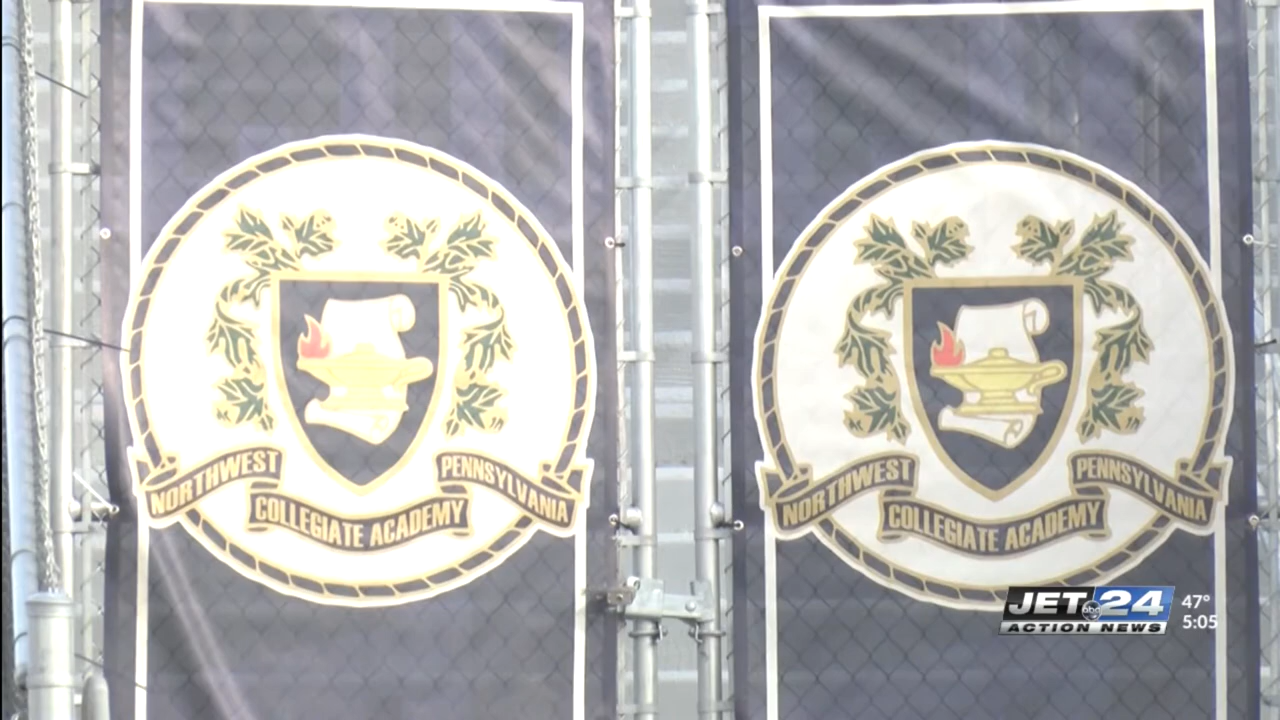 NORTHWEST
PENNSYLVANIA
COLLEGIATE ACADEMY
NORTHWEST
PENNSYLVANIA
COLLEGIATE ACADEMY
JET abc 24
ACTION NEWS
47°
5:05